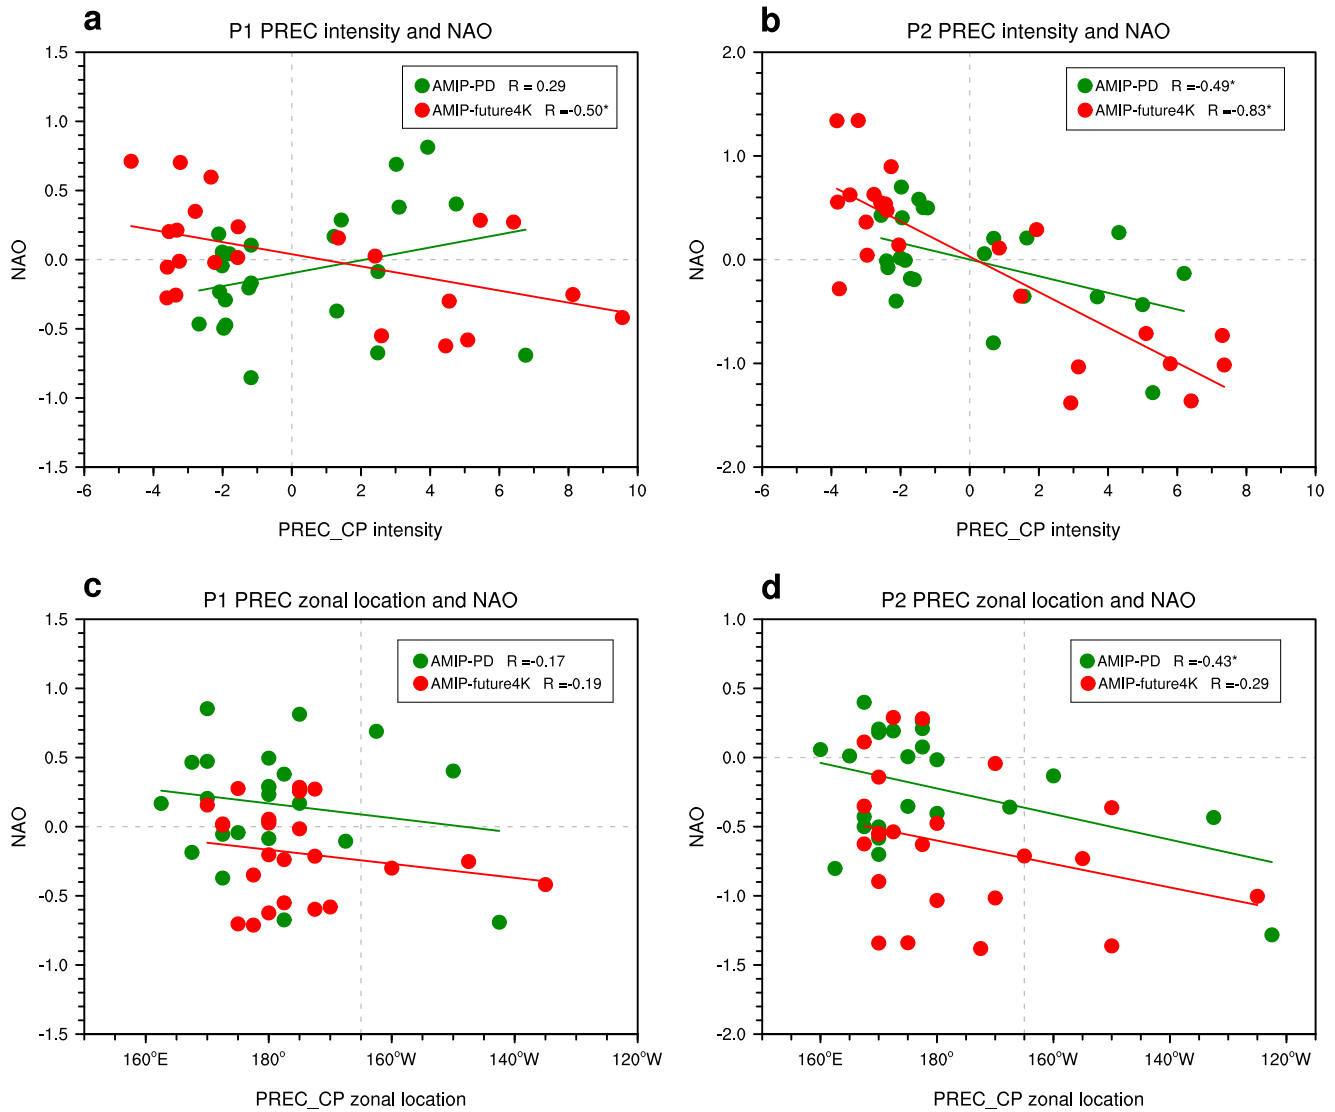 a
P1 PREC intensity and NAO
AMIP-PD R = 0.29
AMIP-future4K R =-0.50*
1.5
1.0
0.5
0.0
-0.5
-1.0
-1.5
NAO
-6 -4 -2 0 2 4 6 8 10
PREC_CP intensity
b
P2 PREC intensity and NAO
AMIP-PD R =-0.49*
AMIP-future4K R =-0.83*
2.0
1.0
0.0
-1.0
-2.0
NAO
-6 -4 -2 0 2 4 6 8 10
PREC_CP intensity
c
P1 PREC zonal location and NAO
AMIP-PD R =-0.17
AMIP-future4K R =-0.19
1.5
1.0
0.5
0.0
-0.5
-1.0
-1.5
NAO
160°E 180° 160°W 140°W 120°W
PREC_CP zonal location
d
P2 PREC zonal location and NAO
AMIP-PD R =-0.43*
AMIP-future4K R =-0.29
1.0
0.5
0.0
-0.5
-1.0
-1.5
-2.0
NAO
160°E 180° 160°W 140°W 120°W
PREC_CP zonal location